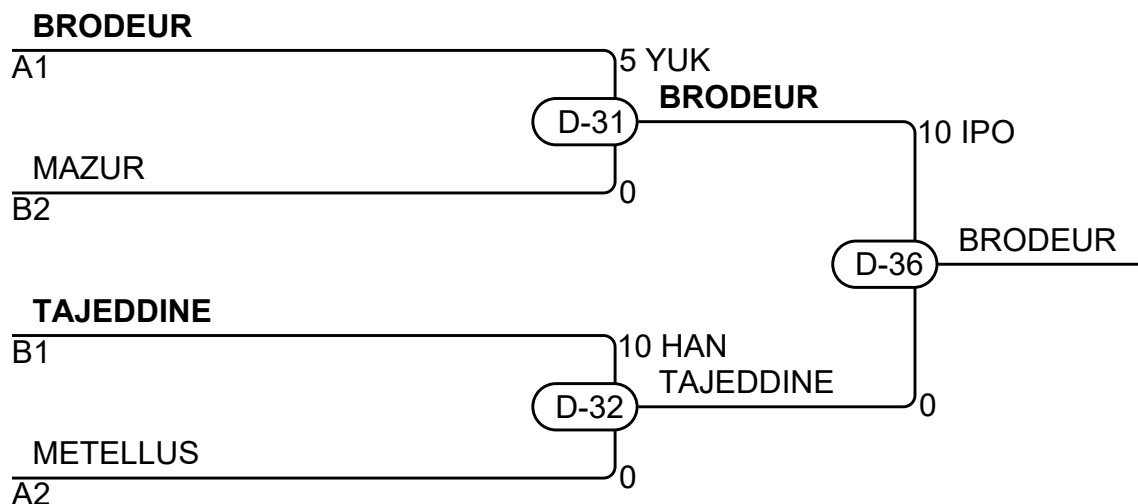 BRODEUR
A1
5 YUK
BRODEUR
D-31
10 IPO
MAZUR
B2
0
BRODEUR
D-36
TAJEDDINE
B1
10 HAN
TAJEDDINE
D-32
0
METELLUS
A2
0